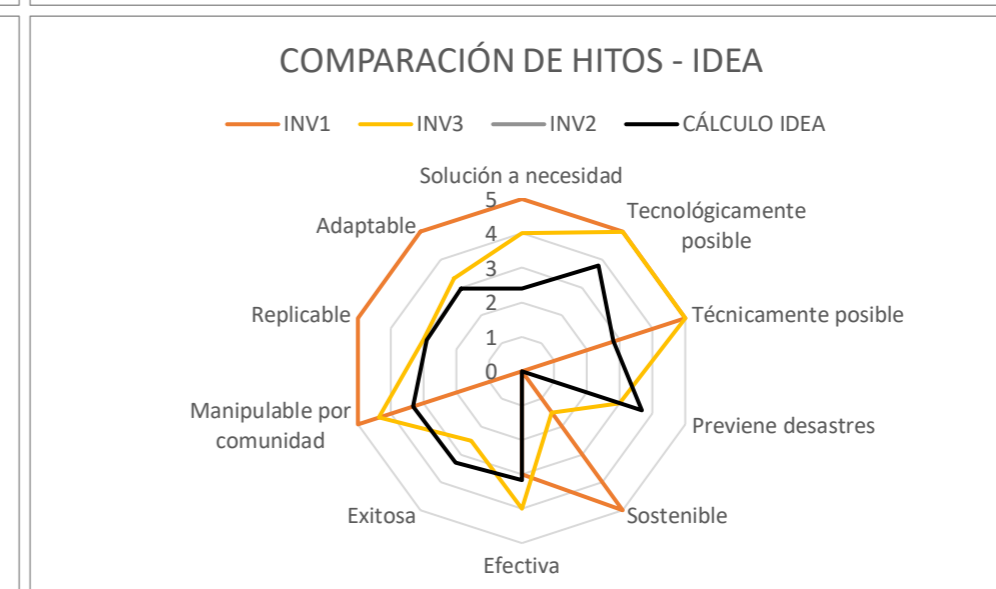 COMPARACIÓN DE HITOS - IDEA
INV1 INV3 INV2 CÁLCULO IDEA
Solución a necesidad
Tecnológicamente
posible
Técnicamente posible
Previene desastres
Sostenible
Efectiva
Exitosa
Manipulable por
comunidad
Replicable
Adaptable
5
4
3
2
1
0